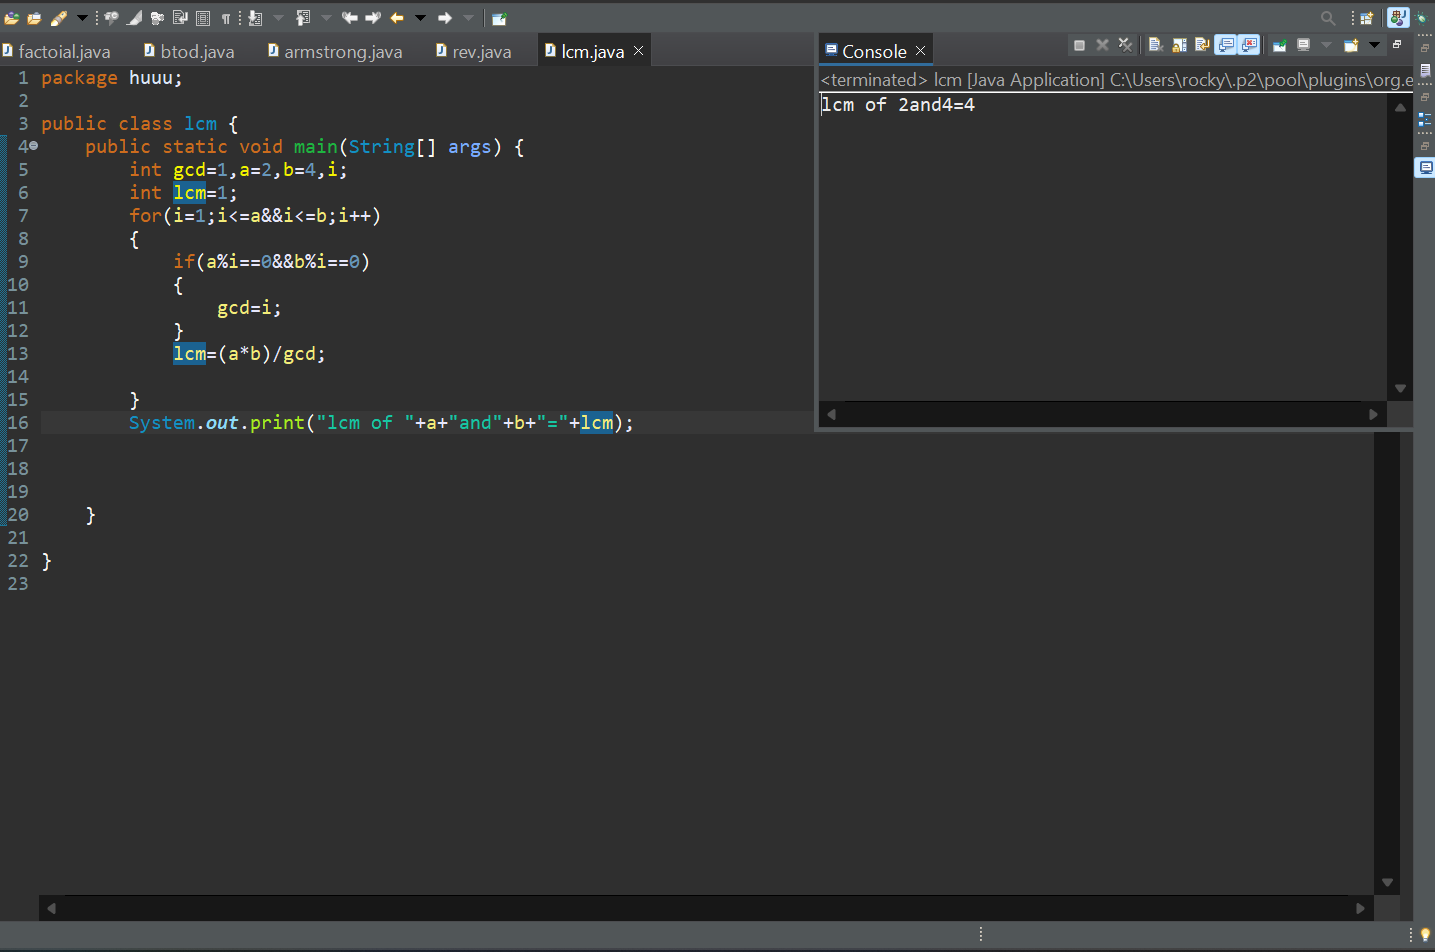 factoial.java btod.java armstrong.java rev.java lcm.java
1 package huuu;
2
3 public class lcm {
4 public static void main(String[] args) {
5 int gcd=1,a=2,b=4,i;
6 int lcm=1;
7 for(i=1;i<=a&&i<=b;i++)
8 {
9 if(a%i==0&&b%i==0)
10 {
11 gcd=i;
12 }
13 lcm=(a*b)/gcd;
14
15 }
16 System.out.print("lcm of "+a+"and"+b+"="+lcm);
17
18
19
20 }
21
22 }
23
Console
<terminated> lcm [Java Application] C:\Users\rocky\.p2\pool\plugins\org.e
lcm of 2and4=4